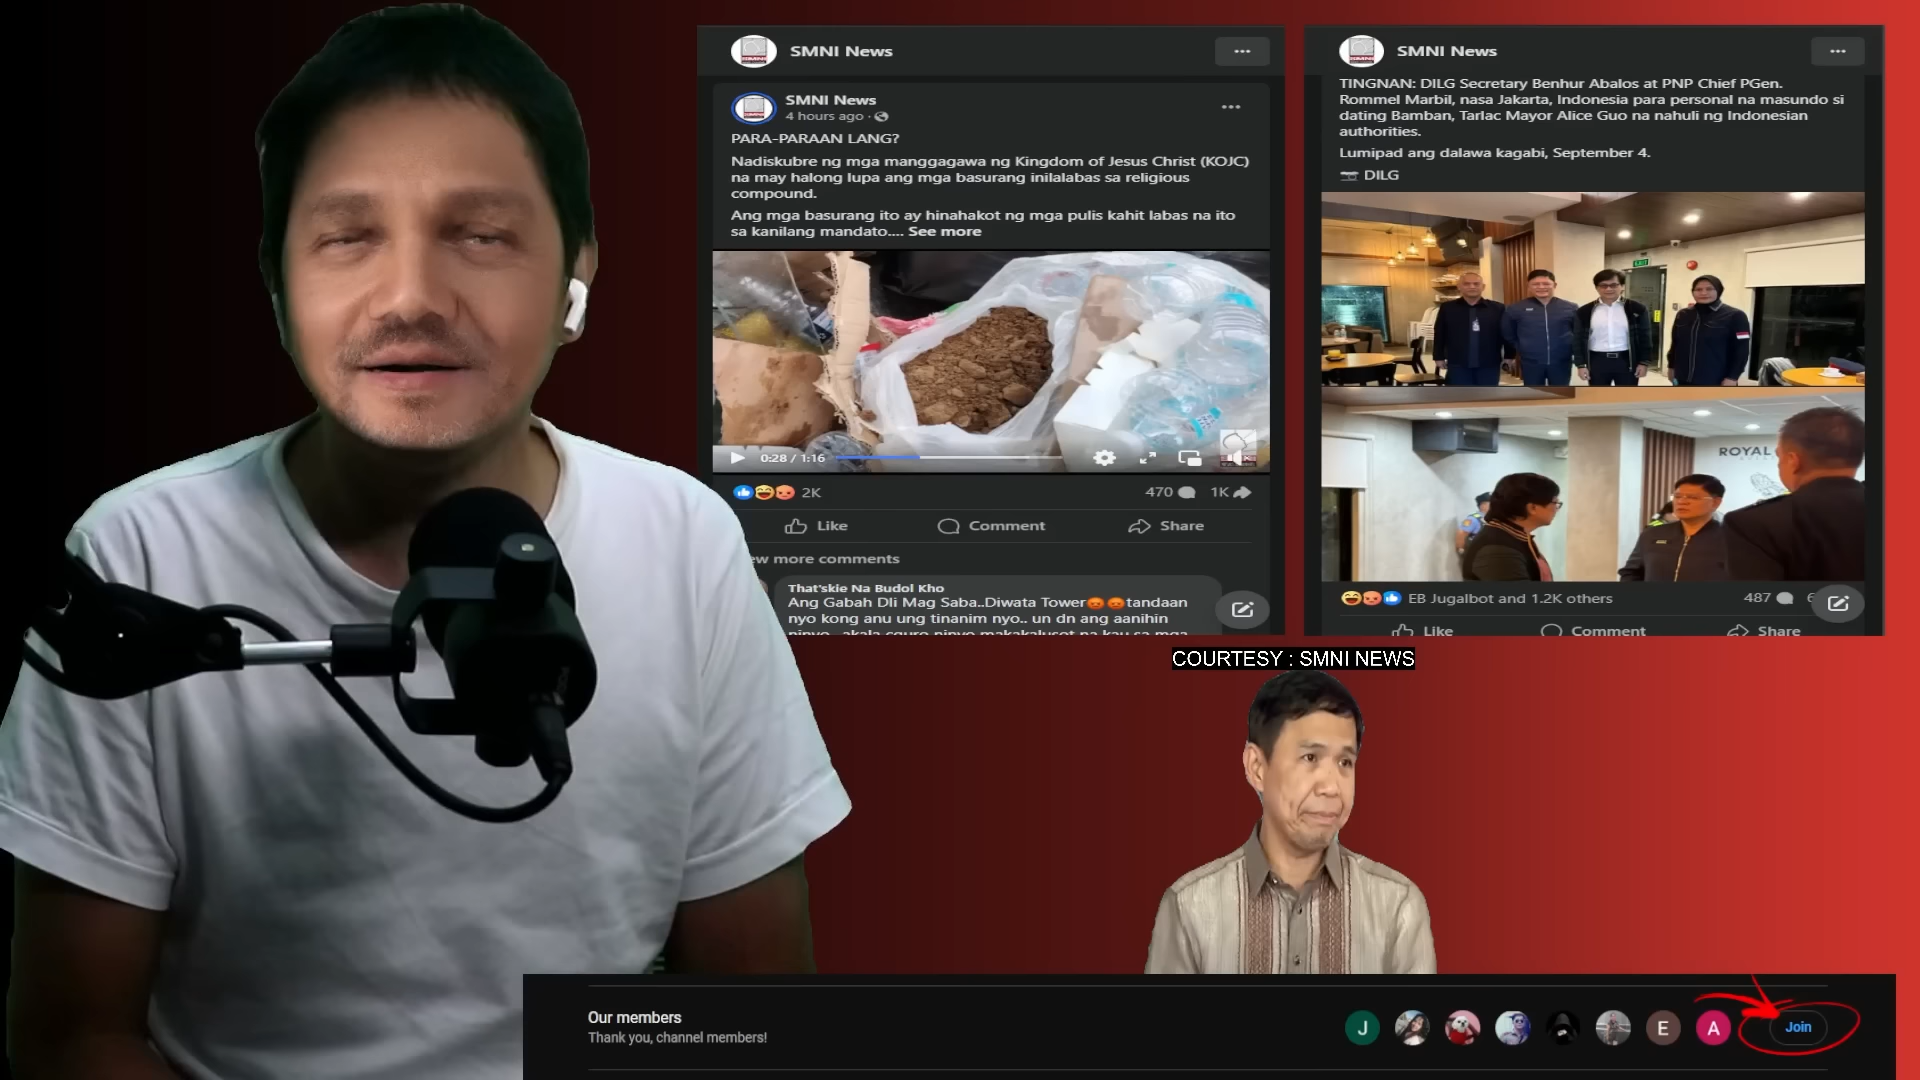 SMNI News
SMNI News
4 hours ago
PARA-PARAAN LANG?
Nadiskubre ng mga manggagawa ng Kingdom of Jesus Christ (KOJC)
na may halong lupa ang mga basurang inilalabas sa religious
compound.
Ang mga basurang ito ay hinahakot ng mga pulis kahit labas na ito
sa kanilang mandato.... See more
0:28 / 1:16
2K
470
1K
Like
Comment
Share
ew more comments
That'skie Na Budol Kho
Ang Gabah Dli Mag Saba..Diwata Tower😡😡tandaan
nyo kong anu ung tinanim nyo.. un dn ang aanihin
SMNI News
TINGNAN: DILG Secretary Benhur Abalos at PNP Chief PGen.
Rommel Marbil, nasa Jakarta, Indonesia para personal na masundo si
dating Bamban, Tarlac Mayor Alice Guo na nahuli ng Indonesian
authorities.
Lumipad ang dalawa kagabi, September 4.
📷 DILG
EXIT
ROYAL
EB Jugalbot and 1.2K others
487
Like
Comment
Share
COURTESY : SMNI NEWS
Our members
Thank you, channel members!
J
E
A
Join